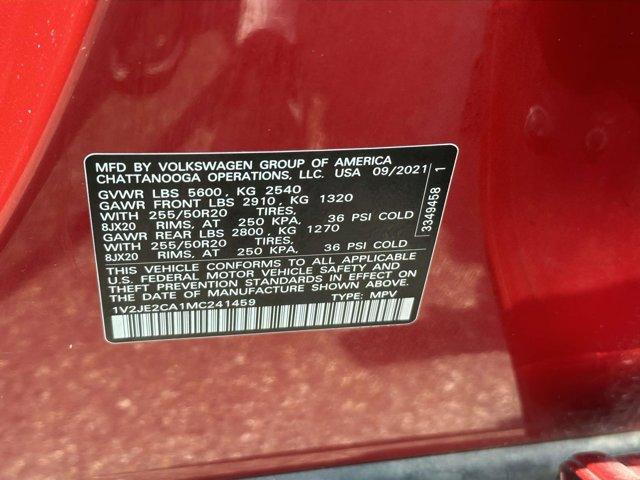 MFD BY VOLKSWAGEN GROUP OF AMERICA
CHATTANOOGA OPERATIONS, LLC. USA 09/2021
GVWR LBS 5600, KG 2540
GAWR FRONT LBS 2910, KG 1320
WITH 255/50R20 TIRES,
8JX20 RIMS, AT 250 KPA, 36 PSI COLD
GAWR REAR LBS 2800, KG 1270
WITH 255/50R20 TIRES,
8JX20 RIMS, AT 250 KPA, 36 PSI COLD
THIS VEHICLE CONFORMS TO ALL APPLICABLE
U.S. FEDERAL MOTOR VEHICLE SAFETY AND
THEFT PREVENTION STANDARDS IN EFFECT ON
THE DATE OF MANUFACTURE SHOWN ABOVE
1V2JE2CA1MC241459 TYPE: MPV
3349458 1